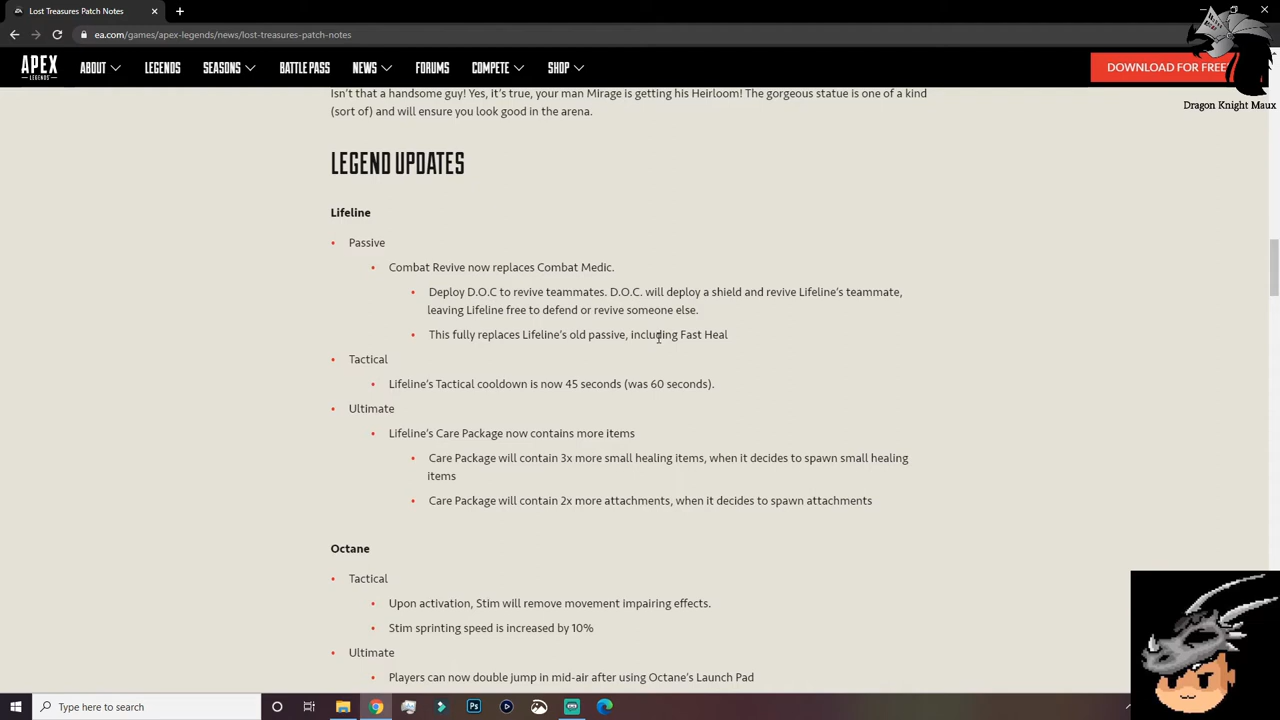 Lost Treasures Patch Notes
ea.com/games/apex-legends/news/lost-treasures-patch-notes
APEX
LEGENDS
ABOUT
LEGENDS
SEASONS
BATTLE PASS
NEWS
FORUMS
COMPETE
SHOP
DOWNLOAD FOR FREE
Dragon Knight Maux
Isn't that a handsome guy! Yes, it's true, your man Mirage is getting his Heirloom! The gorgeous statue is one of a kind
(sort of) and will ensure you look good in the arena.
LEGEND UPDATES
Lifeline
• Passive
• Combat Revive now replaces Combat Medic.
• Deploy D.O.C to revive teammates. D.O.C. will deploy a shield and revive Lifeline's teammate,
leaving Lifeline free to defend or revive someone else.
• This fully replaces Lifeline's old passive, including Fast Heal
• Tactical
• Lifeline's Tactical cooldown is now 45 seconds (was 60 seconds).
• Ultimate
• Lifeline's Care Package now contains more items
• Care Package will contain 3x more small healing items, when it decides to spawn small healing
items
• Care Package will contain 2x more attachments, when it decides to spawn attachments
Octane
• Tactical
• Upon activation, Stim will remove movement impairing effects.
• Stim sprinting speed is increased by 10%
• Ultimate
• Players can now double jump in mid-air after using Octane's Launch Pad
Type here to search
Ps